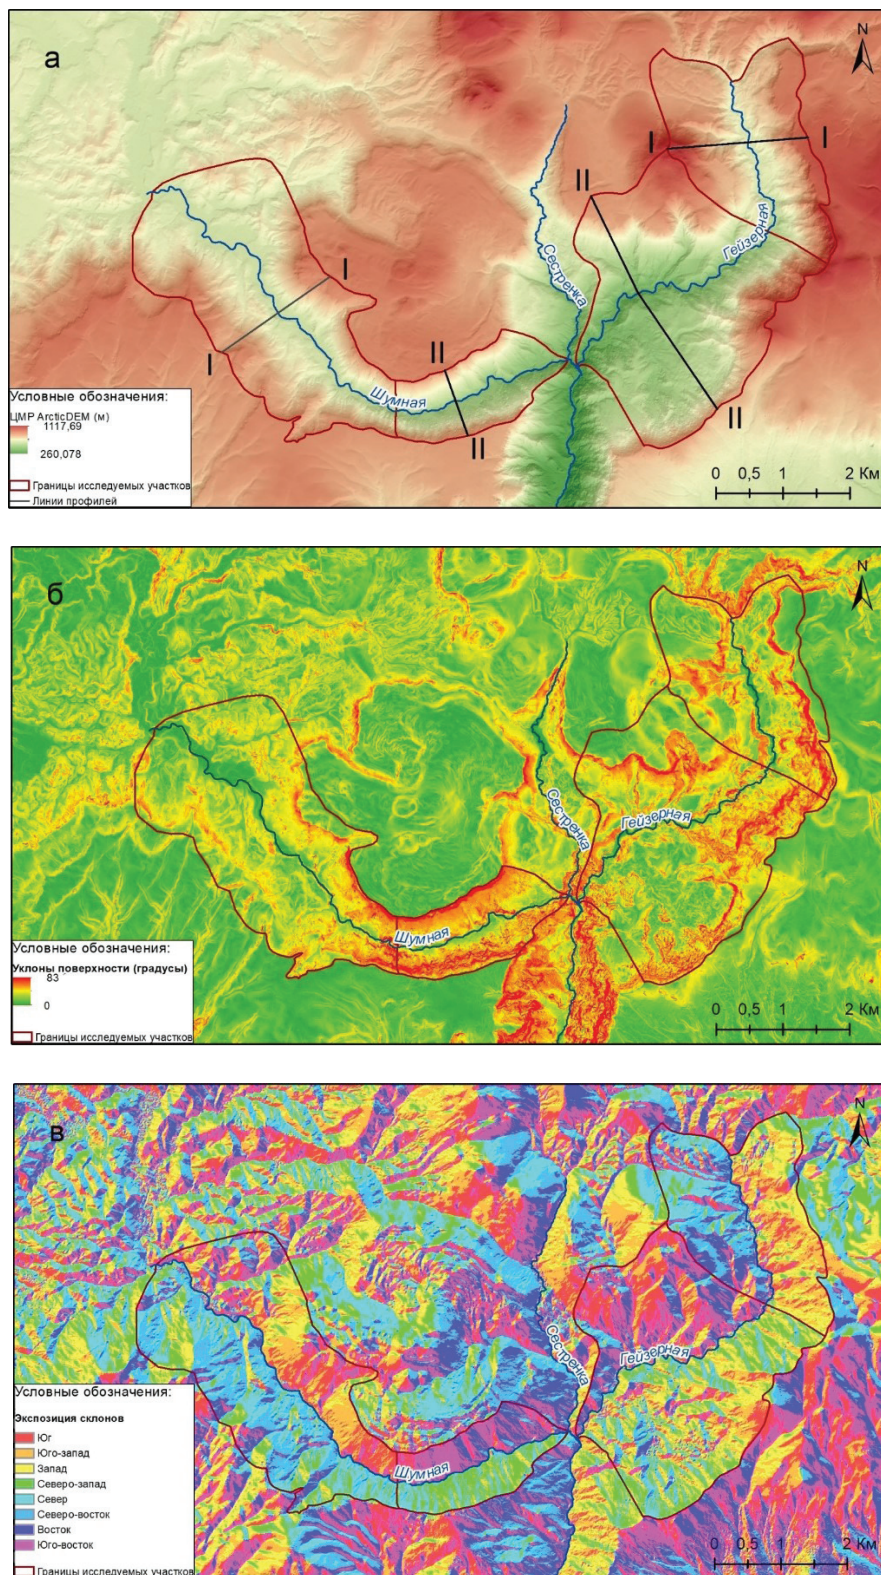 а
N
I
I
II
II
I
I
II
II
Сестренка
Гейзерная
Шумная
Условные обозначения:
ЦМР ArcticDEM (м)
1117,69
260,078
Границы исследуемых участков
Линии профилей
0 0,5 1 2 Км
б
N
Сестренка
Гейзерная
Шумная
Условные обозначения:
Уклоны поверхности (градусы)
83
0
Границы исследуемых участков
0 0,5 1 2 Км
в
N
Сестренка
Гейзерная
Шумная
Условные обозначения:
Экспозиция склонов
Юг
Юго-запад
Запад
Северо-запад
Север
Северо-восток
Восток
Юго-восток
Границы исследуемых участков
0 0,5 1 2 Км